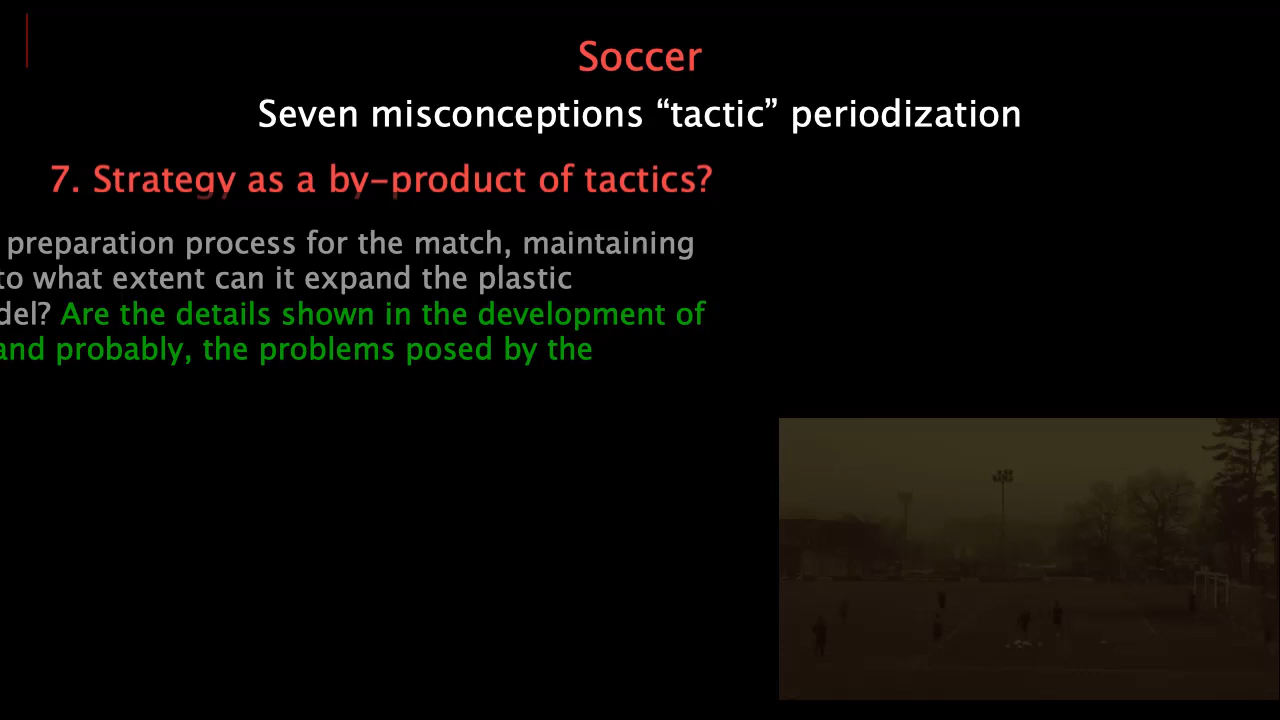 Soccer
Seven misconceptions “tactic” periodization
7. Strategy as a by-product of tactics?
preparation process for the match, maintaining
to what extent can it expand the plastic
del? Are the details shown in the development of
and probably, the problems posed by the